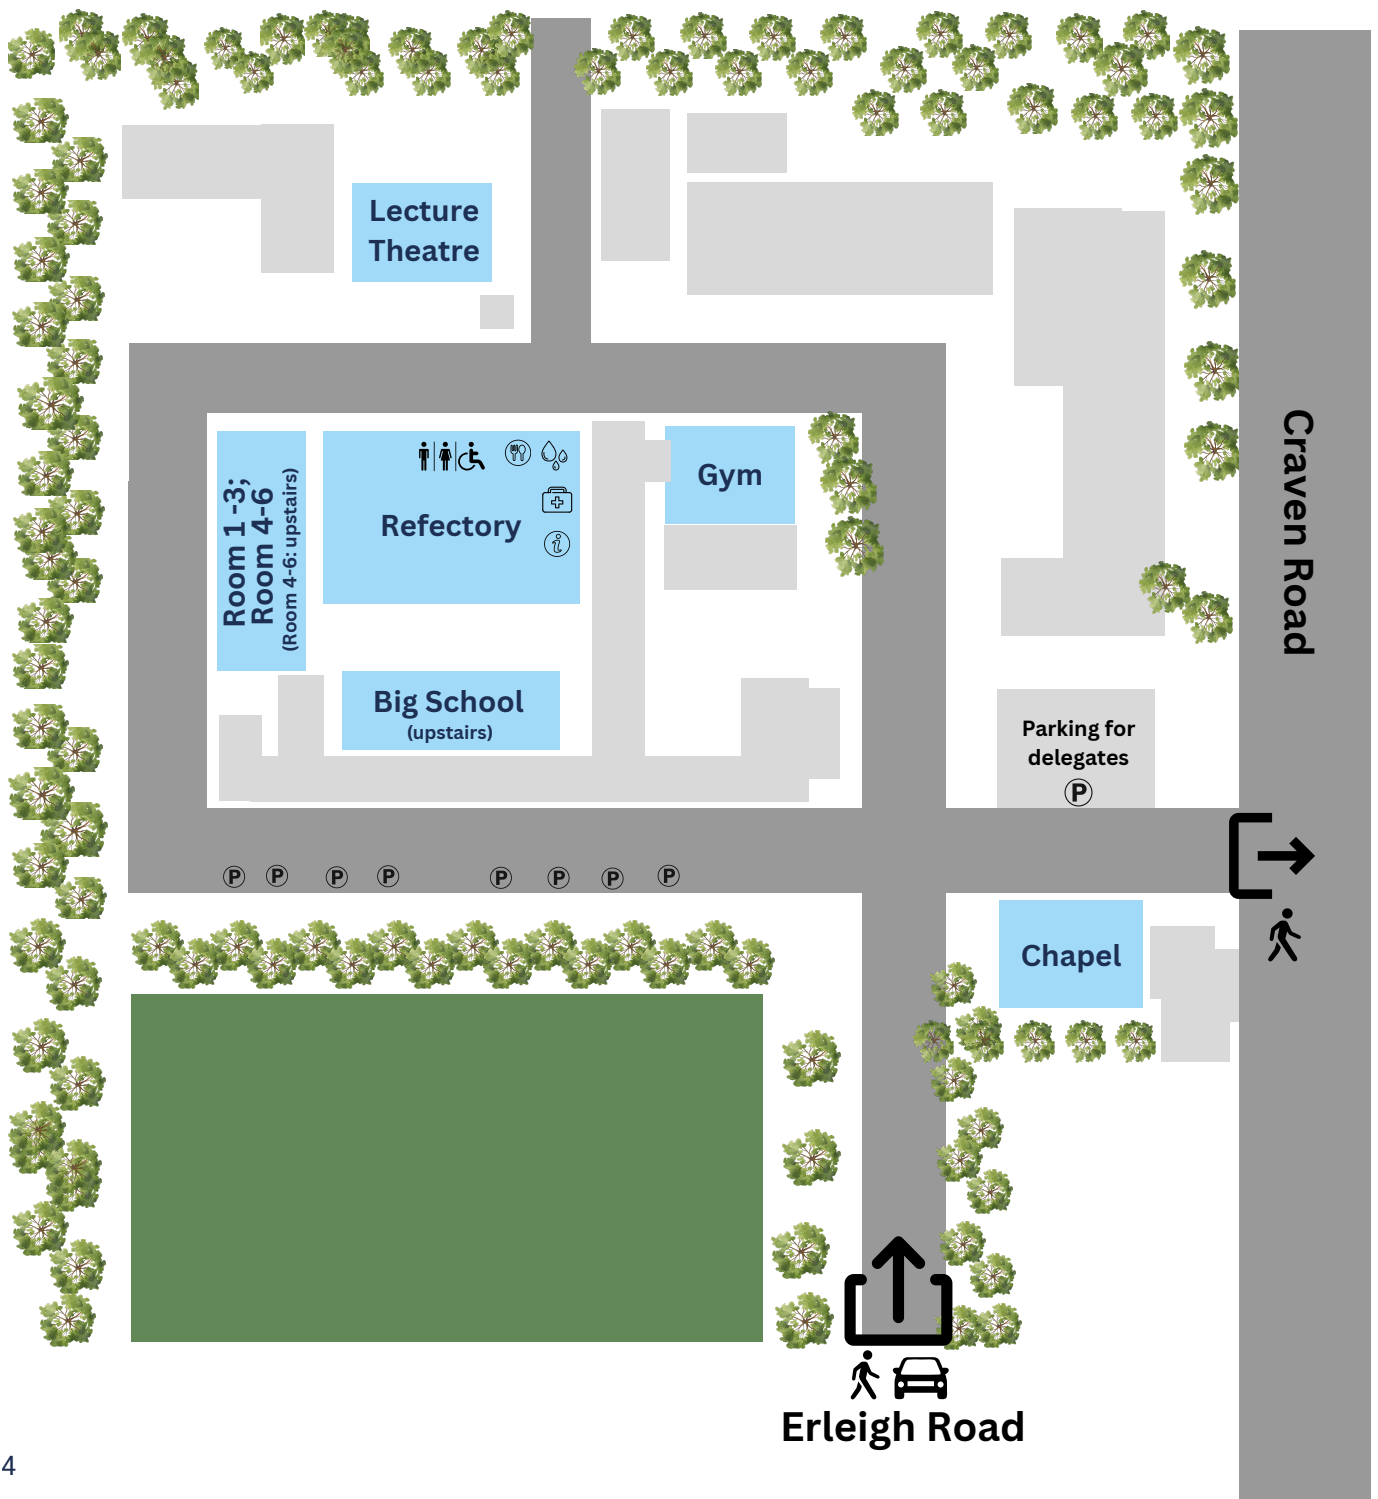 Lecture
Theatre
Room 1 -3;
Room 4-6
(Room 4-6: upstairs)
Refectory
Gym
Craven Road
Big School
(upstairs)
Parking for
delegates
P
P
P
P
P
P
P
P
P
Chapel
Erleigh Road
4